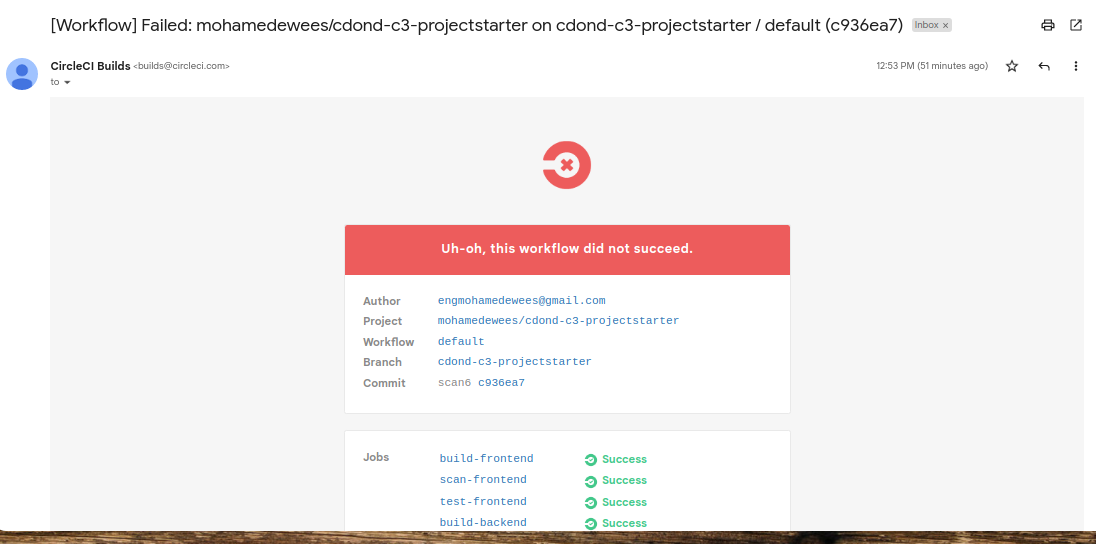 [Workflow] Failed: mohamedewees/cdond-c3-projectstarter on cdond-c3-projectstarter / default (c936ea7) Inbox ×
CircleCI Builds <builds@circleci.com> 12:53 PM (51 minutes ago)
to
Uh-oh, this workflow did not succeed.
Author engmohamedewees@gmail.com
Project mohamedewees/cdond-c3-projectstarter
Workflow default
Branch cdond-c3-projectstarter
Commit scan6 c936ea7
Jobs build-frontend Success
scan-frontend Success
test-frontend Success
build-backend Success